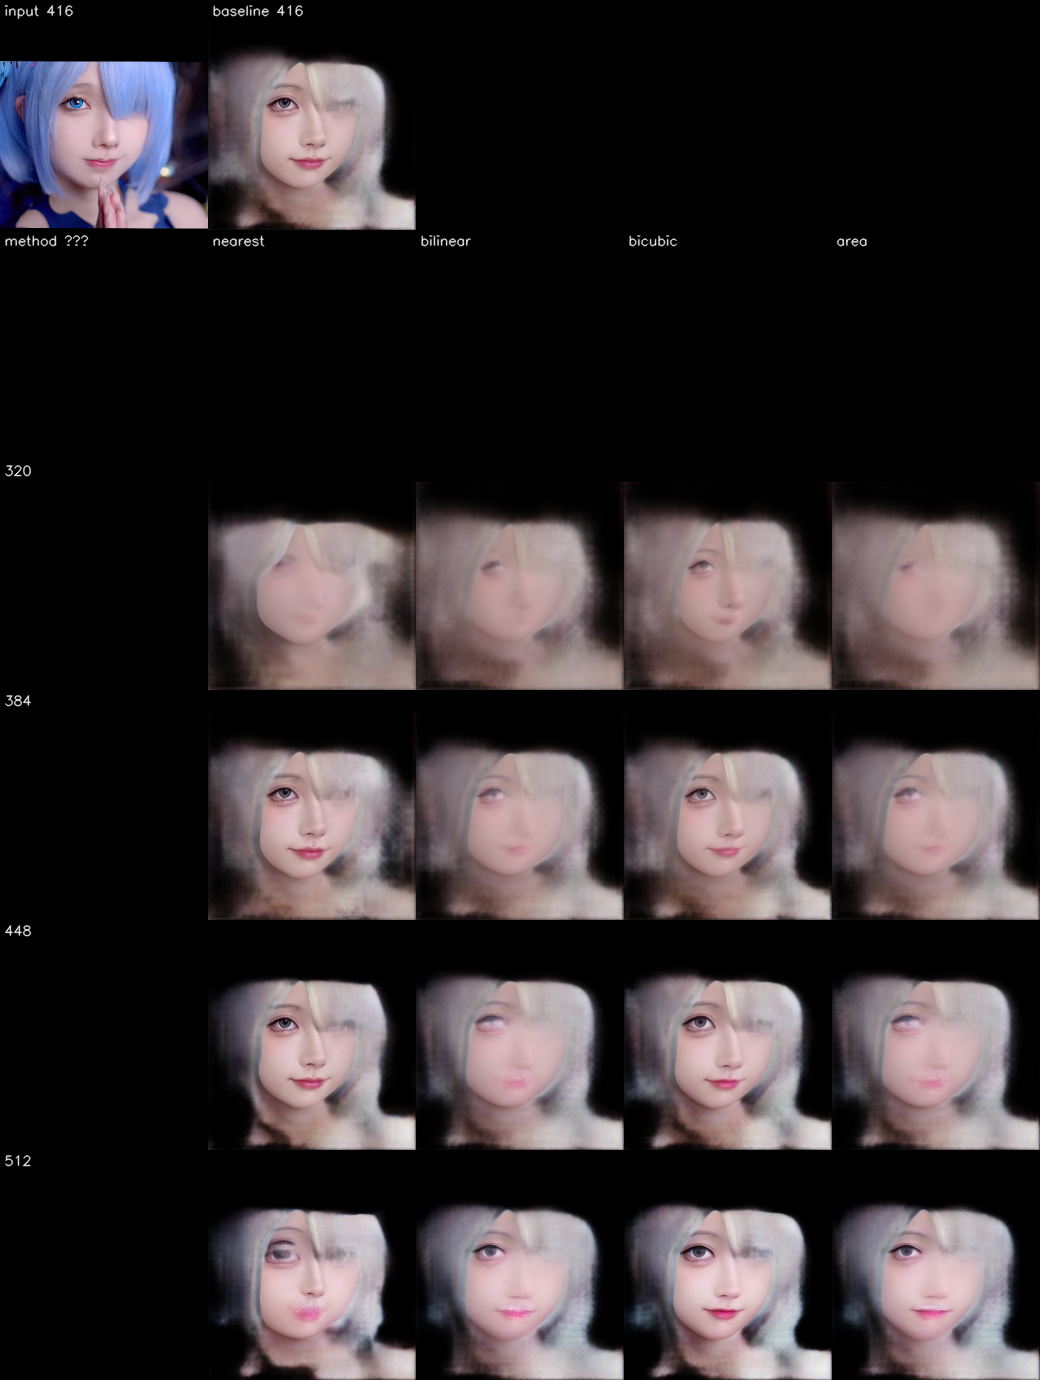 input 416
baseline 416
method ???
nearest
bilinear
bicubic
area
320
384
448
512